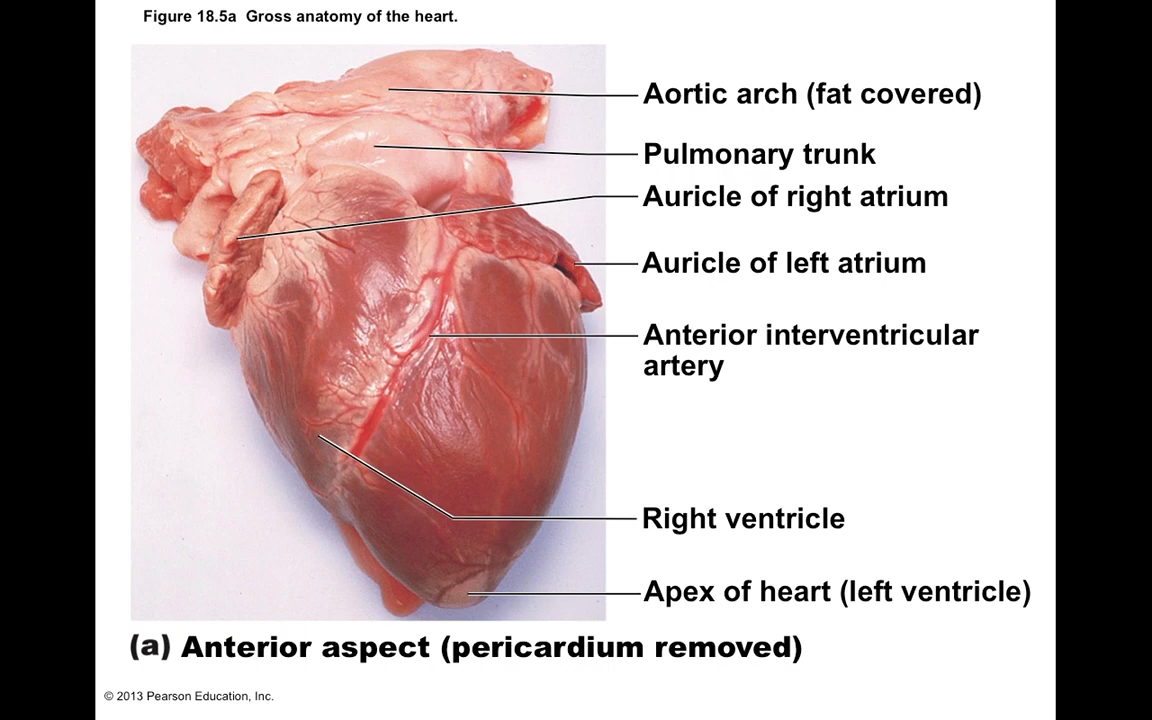 Figure 18.5a  Gross anatomy of the heart.
Aortic arch (fat covered)
Pulmonary trunk
Auricle of right atrium
Auricle of left atrium
Anterior interventricular
artery
Right ventricle
Apex of heart (left ventricle)
(a) Anterior aspect (pericardium removed)
© 2013 Pearson Education, Inc.